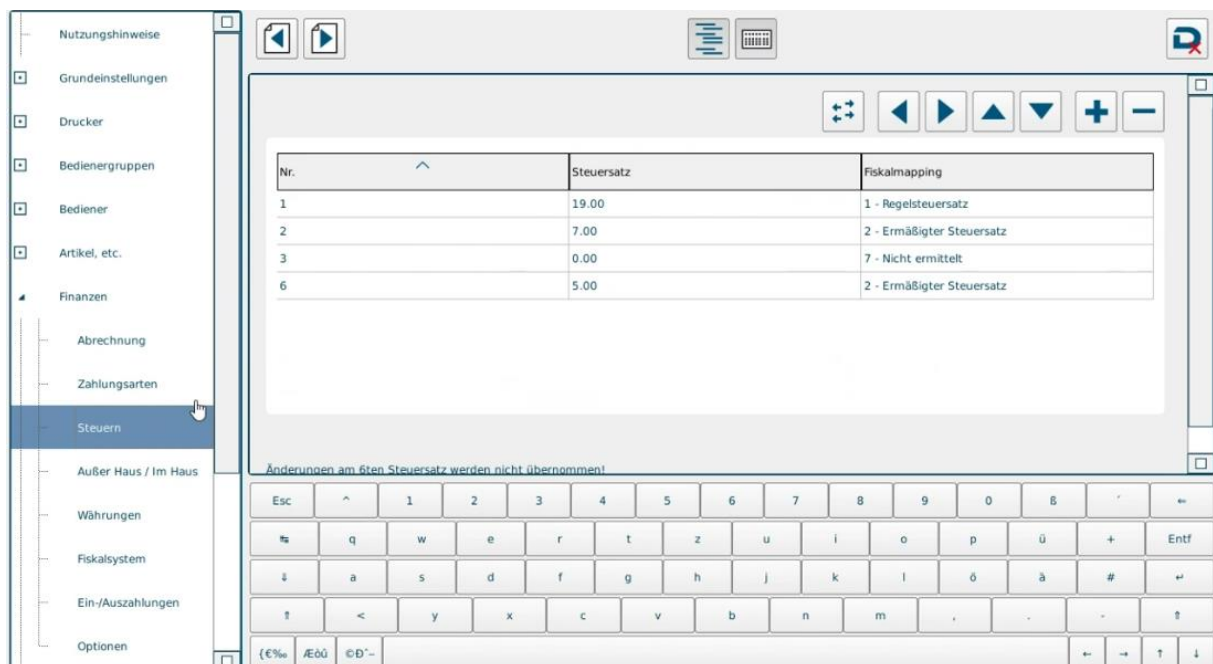 Nutzungshinweise
Grundeinstellungen
Drucker
Bedienergruppen
Bediener
Artikel, etc.
Finanzen
Abrechnung
Zahlungsarten
Steuern
Außer Haus / Im Haus
Währungen
Fiskalsystem
Ein-/Auszahlungen
Optionen
Nr. Steuersatz Fiskalmapping
1 19.00 1 - Regelsteuersatz
2 7.00 2 - Ermäßigter Steuersatz
3 0.00 7 - Nicht ermittelt
6 5.00 2 - Ermäßigter Steuersatz
Änderungen am 6ten Steuersatz werden nicht übernommen!
Esc ^ 1 2 3 4 5 6 7 8 9 0 ß ´ ⇐
↹ q w e r t z u i o p ü + Entf
⇓ a s d f g h j k l ö ä # ↵
⇑ < y x c v b n m , . - ⇑
{€‰ Æòû ©Ð^~ ← → ↑ ↓